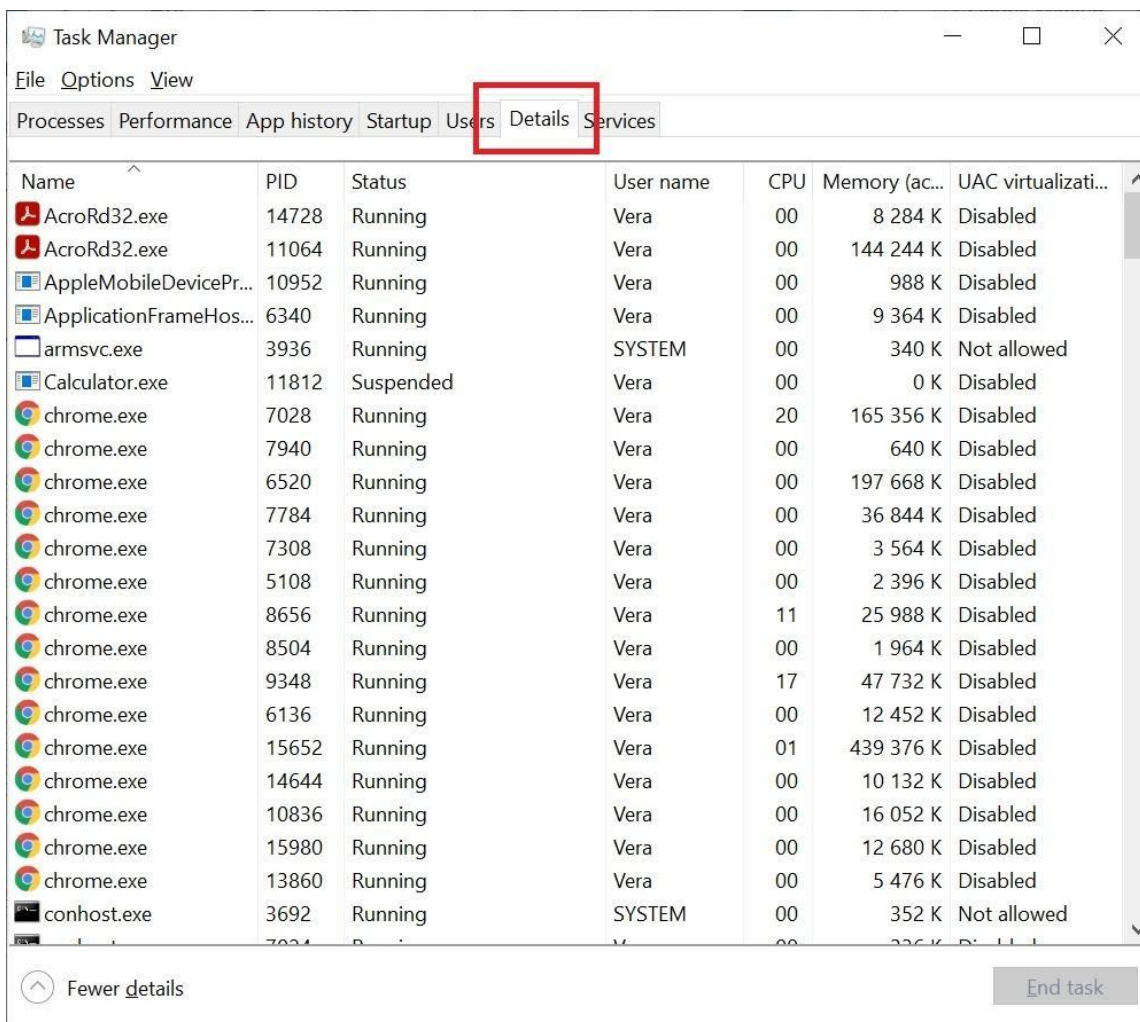 Task Manager
File Options View
Processes Performance App history Startup Users Details Services
Name PID Status User name CPU Memory (ac... UAC virtualizati...
AcroRd32.exe 14728 Running Vera 00 8 284 K Disabled
AcroRd32.exe 11064 Running Vera 00 144 244 K Disabled
AppleMobileDevicePr... 10952 Running Vera 00 988 K Disabled
ApplicationFrameHos... 6340 Running Vera 00 9 364 K Disabled
armsvc.exe 3936 Running SYSTEM 00 340 K Not allowed
Calculator.exe 11812 Suspended Vera 00 0 K Disabled
chrome.exe 7028 Running Vera 20 165 356 K Disabled
chrome.exe 7940 Running Vera 00 640 K Disabled
chrome.exe 6520 Running Vera 00 197 668 K Disabled
chrome.exe 7784 Running Vera 00 36 844 K Disabled
chrome.exe 7308 Running Vera 00 3 564 K Disabled
chrome.exe 5108 Running Vera 00 2 396 K Disabled
chrome.exe 8656 Running Vera 11 25 988 K Disabled
chrome.exe 8504 Running Vera 00 1 964 K Disabled
chrome.exe 9348 Running Vera 17 47 732 K Disabled
chrome.exe 6136 Running Vera 00 12 452 K Disabled
chrome.exe 15652 Running Vera 01 439 376 K Disabled
chrome.exe 14644 Running Vera 00 10 132 K Disabled
chrome.exe 10836 Running Vera 00 16 052 K Disabled
chrome.exe 15980 Running Vera 00 12 680 K Disabled
chrome.exe 13860 Running Vera 00 5 476 K Disabled
conhost.exe 3692 Running SYSTEM 00 352 K Not allowed
Fewer details End task